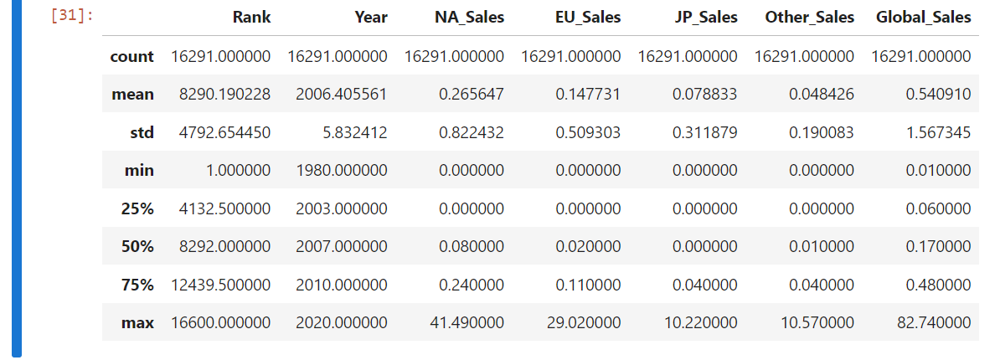 [31]:
Rank Year NA_Sales EU_Sales JP_Sales Other_Sales Global_Sales
count 16291.000000 16291.000000 16291.000000 16291.000000 16291.000000 16291.000000 16291.000000
mean 8290.190228 2006.405561 0.265647 0.147731 0.078833 0.048426 0.540910
std 4792.654450 5.832412 0.822432 0.509303 0.311879 0.190083 1.567345
min 1.000000 1980.000000 0.000000 0.000000 0.000000 0.000000 0.010000
25% 4132.500000 2003.000000 0.000000 0.000000 0.000000 0.000000 0.060000
50% 8292.000000 2007.000000 0.080000 0.020000 0.000000 0.010000 0.170000
75% 12439.500000 2010.000000 0.240000 0.110000 0.040000 0.040000 0.480000
max 16600.000000 2020.000000 41.490000 29.020000 10.220000 10.570000 82.740000